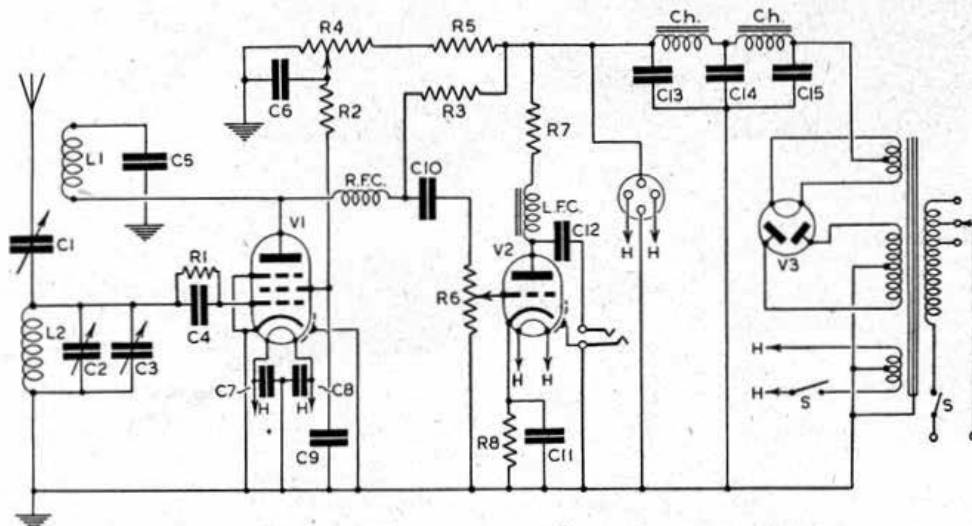 Ch.
Ch.
R4
R5
C6
R2
R3
C13
C14
C15
L1
C5
R.F.C.
C10
R7
C1
V1
L.F.C.
V2
C12
H
H
V3
R1
C4
R6
L2
C2
C3
C7
H
H
C8
H
H
H
H
S
S
C9
R8
C11